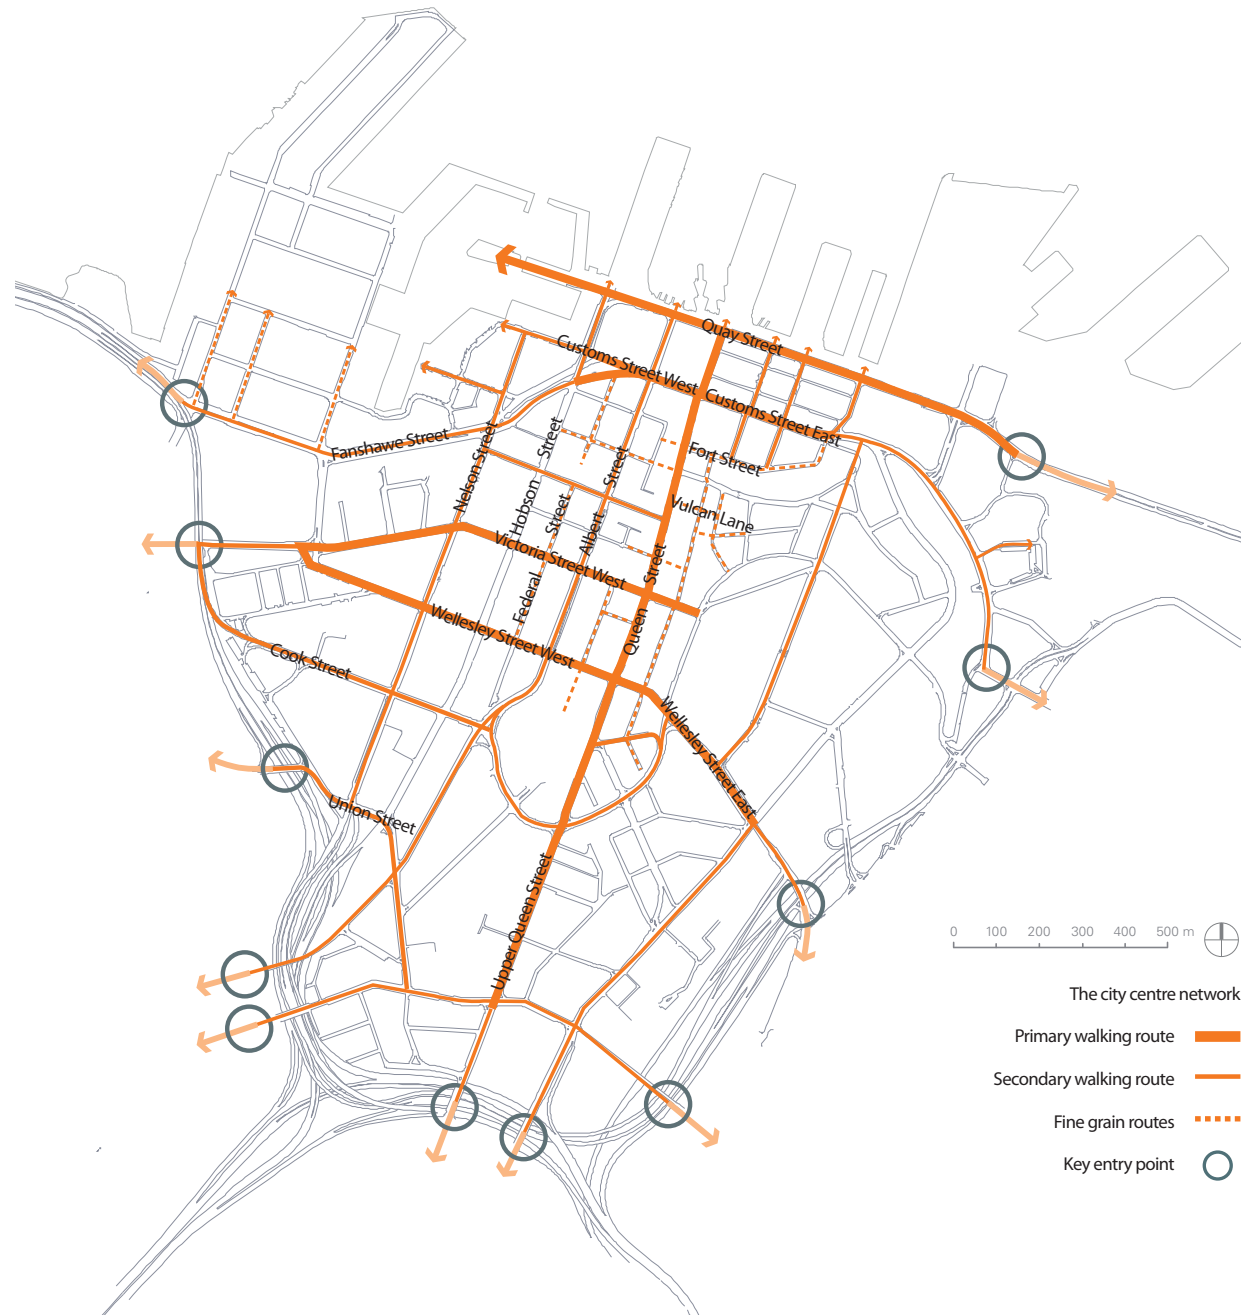 Quay Street
Customs Street West
Customs Street East
Fanshawe Street
Nelson Street
Hobson Street
Federal Street
Albert Street
Fort Street
Vulcan Lane
Victoria Street West
Queen Street
Wellesley Street West
Cook Street
Wellesley Street East
Union Street
Upper Queen Street
0 100 200 300 400 500 m
The city centre network
Primary walking route
Secondary walking route
Fine grain routes
Key entry point